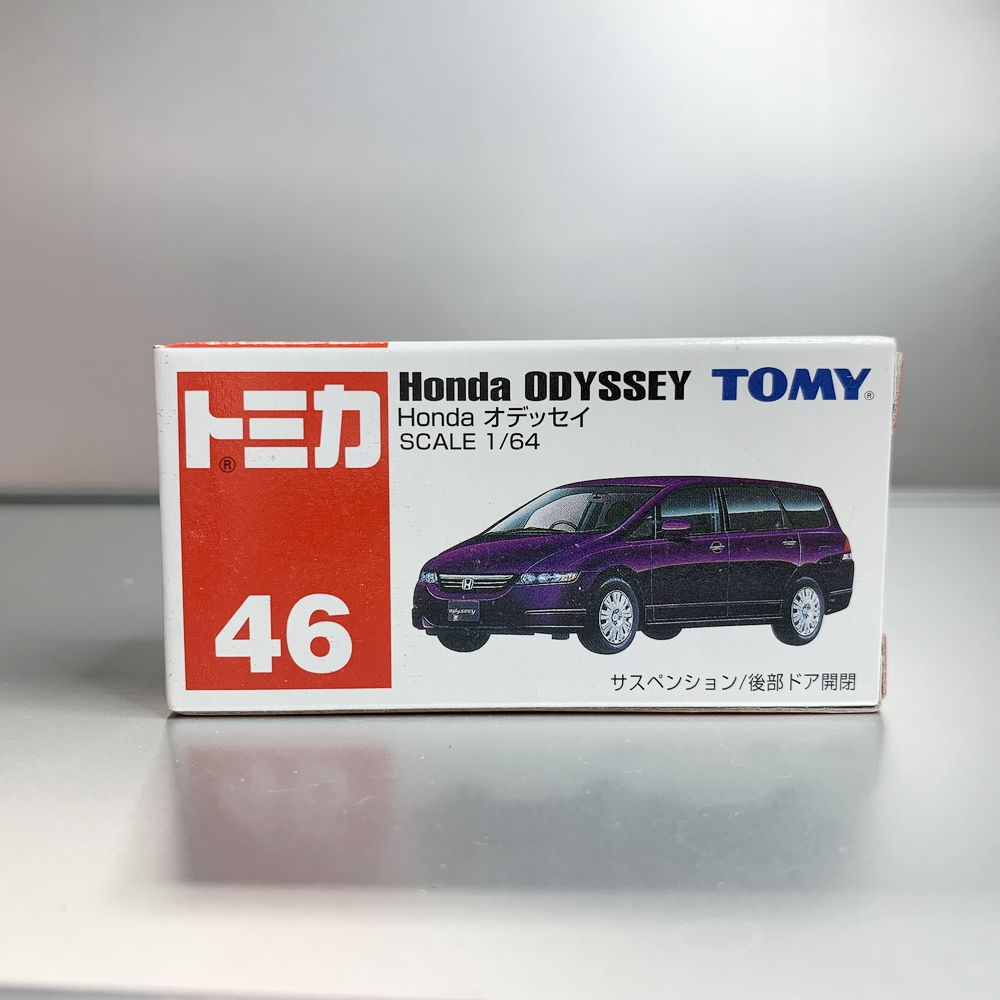 トミカ®
46
Honda ODYSSEY TOMY®
Honda オデッセイ
SCALE 1/64
odyssey
サスペンション/後部ドア開閉